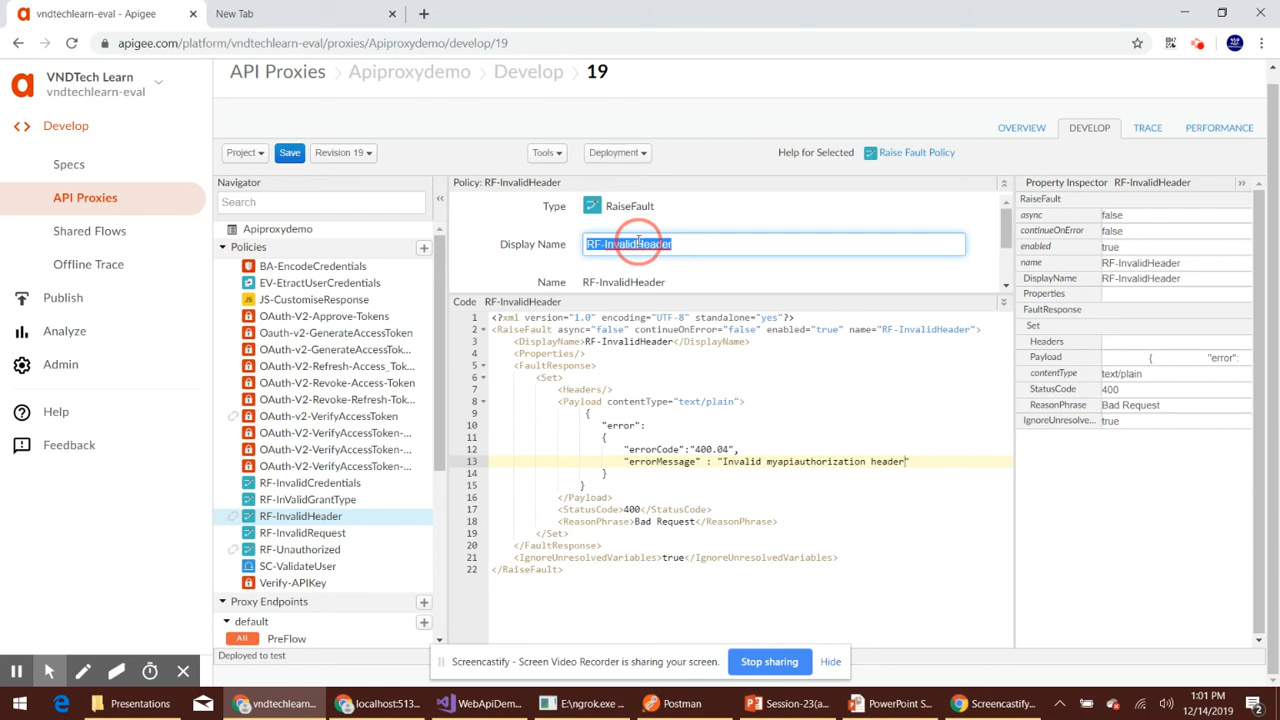 vndtechlearn-eval - Apigee
New Tab
apigee.com/platform/vndtechlearn-eval/proxies/Apiproxydemo/develop/19
VNDTech Learn
vndtechlearn-eval
Develop
Specs
API Proxies
Shared Flows
Offline Trace
Publish
Analyze
Admin
Help
Feedback
API Proxies Apiproxydemo Develop 19
OVERVIEW DEVELOP TRACE PERFORMANCE
Project Save Revision 19 Tools Deployment Help for Selected Raise Fault Policy
Navigator
Search
Apiproxydemo
Policies
BA-EncodeCredentials
EV-EtractUserCredentials
JS-CustomiseResponse
OAuth-V2-Approve-Tokens
Oauth-v2-GenerateAccessToken
OAuth-v2-GenerateAccessTok...
OAuth-V2-Refresh-Access_Tok...
OAuth-V2-Revoke-Access-Token
OAuth-V2-Revoke-Refresh-Tok...
OAuth-V2-VerifyAccessToken
OAuth-V2-VerifyAccessToken-...
OAuth-V2-VerifyAccessToken-...
OAuth-V2-VerifyAccessToken-...
RF-InValidCredentials
RF-InValidGrantType
RF-InvalidHeader
RF-InvalidRequest
RF-Unauthorized
SC-ValidateUser
Verify-APIKey
Proxy Endpoints
default
All PreFlow
Deployed to test
Policy: RF-InvalidHeader
Type RaiseFault
Display Name RF-InvalidHeader
Name RF-InvalidHeader
Code RF-InvalidHeader
1 <?xml version="1.0" encoding="UTF-8" standalone="yes"?>
2 <RaiseFault async="false" continueOnError="false" enabled="true" name="RF-InvalidHeader">
3 <DisplayName>RF-InvalidHeader</DisplayName>
4 <Properties/>
5 <FaultResponse>
6 <Set>
7 <Headers/>
8 <Payload contentType="text/plain">
9 {
10 "error":
11 {
12 "errorCode":"400.04",
13 "errorMessage" : "Invalid myapiauthorization header"
14 }
15 }
16 </Payload>
17 <StatusCode>400</StatusCode>
18 <ReasonPhrase>Bad Request</ReasonPhrase>
19 </Set>
20 </FaultResponse>
21 <IgnoreUnresolvedVariables>true</IgnoreUnresolvedVariables>
22 </RaiseFault>
Property Inspector RF-InvalidHeader
RaiseFault
async false
continueOnError false
enabled true
name RF-InvalidHeader
DisplayName RF-InvalidHeader
Properties
FaultResponse
Set
Headers
Payload { "error":
contentType text/plain
StatusCode 400
ReasonPhrase Bad Request
IgnoreUnresolve... true
Screencastify - Screen Video Recorder is sharing your screen. Stop sharing Hide
Presentations
vndtechlearn...
localhost:513...
WebApiDem...
E:\ngrok.exe ...
Postman
Session-23(a...
PowerPoint S...
Screencastify...
1:01 PM
12/14/2019